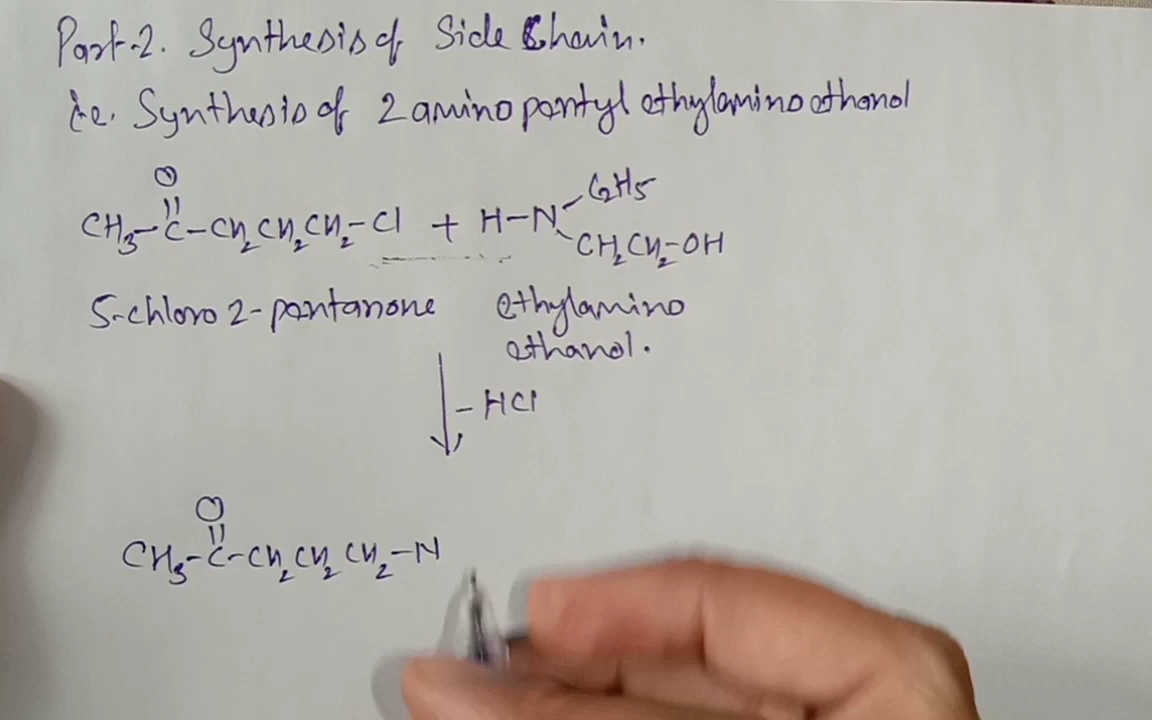 Part-2. Synthesis of Side Chain.
i.e. Synthesis of 2 amino pentyl ethylamino ethanol
O
CH3-C-CH2CH2CH2-Cl + H-N
C2H5
CH2CH2-OH
5-chloro 2-pentanone
ethylamino
ethanol.
- HCl
O
CH3-C-CH2CH2CH2-N